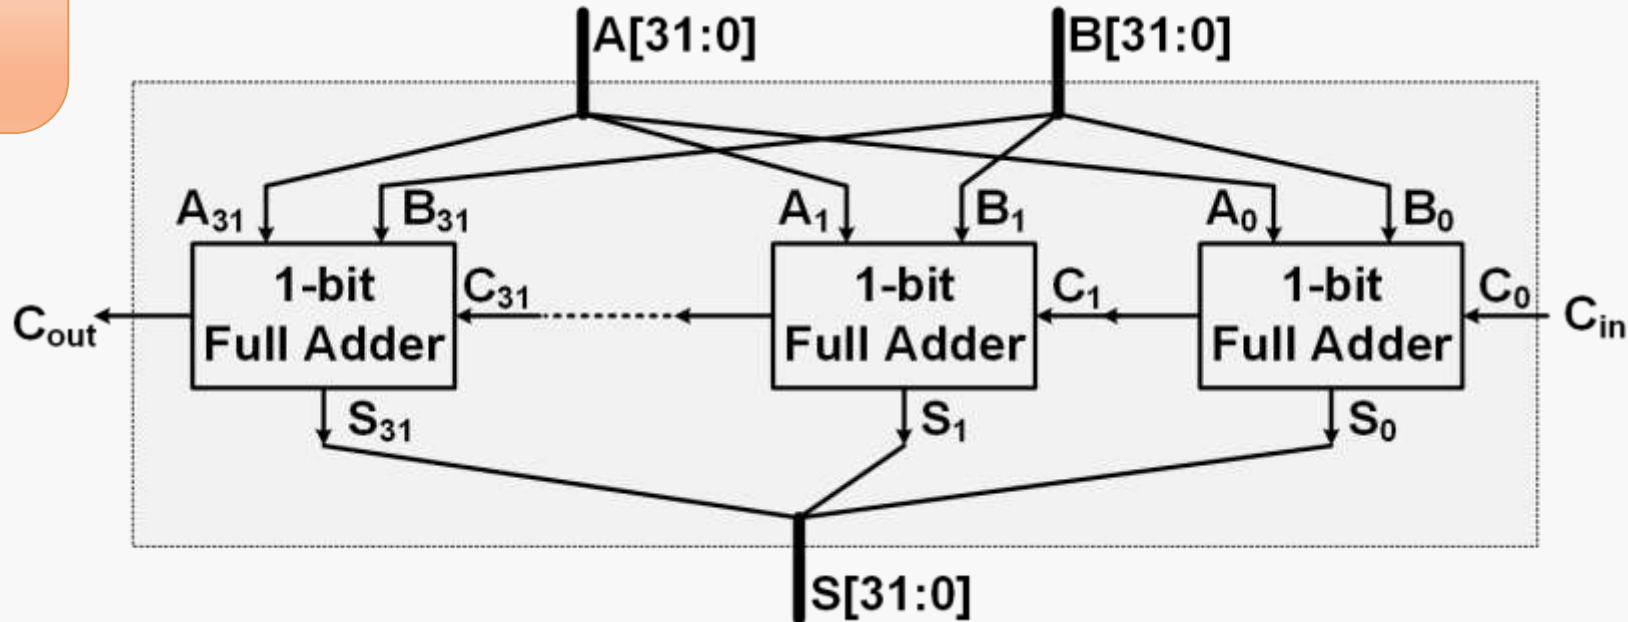 A[31:0]
B[31:0]
A31
B31
A1
B1
A0
B0
1-bit
Full Adder
C31
1-bit
Full Adder
C1
1-bit
Full Adder
C0
Cin
Cout
S31
S1
S0
S[31:0]